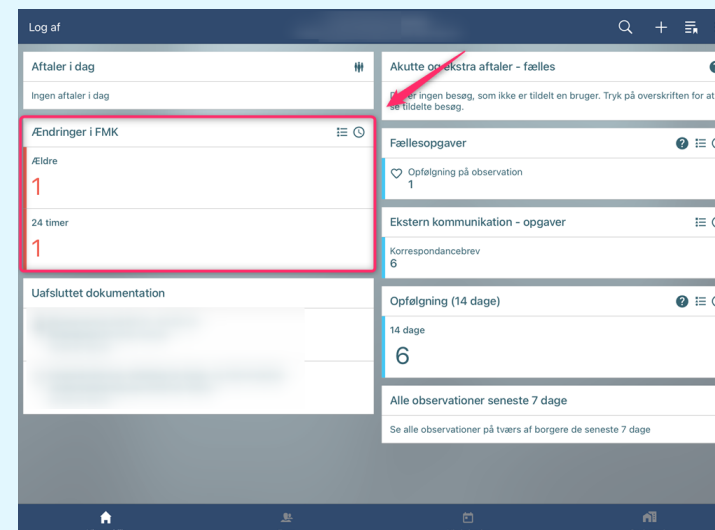 Log af
Aftaler i dag
Ingen aftaler i dag
Ændringer i FMK
Ældre
1
24 timer
1
Uafsluttet dokumentation
Akutte og ekstra aftaler - fælles
er ingen besøg, som ikke er tildelt en bruger. Tryk på overskriften for at
se tildelte besøg.
Fællesopgaver
Opfølgning på observation
1
Ekstern kommunikation - opgaver
Korrespondancebrev
6
Opfølgning (14 dage)
14 dage
6
Alle observationer seneste 7 dage
Se alle observationer på tværs af borgere de seneste 7 dage